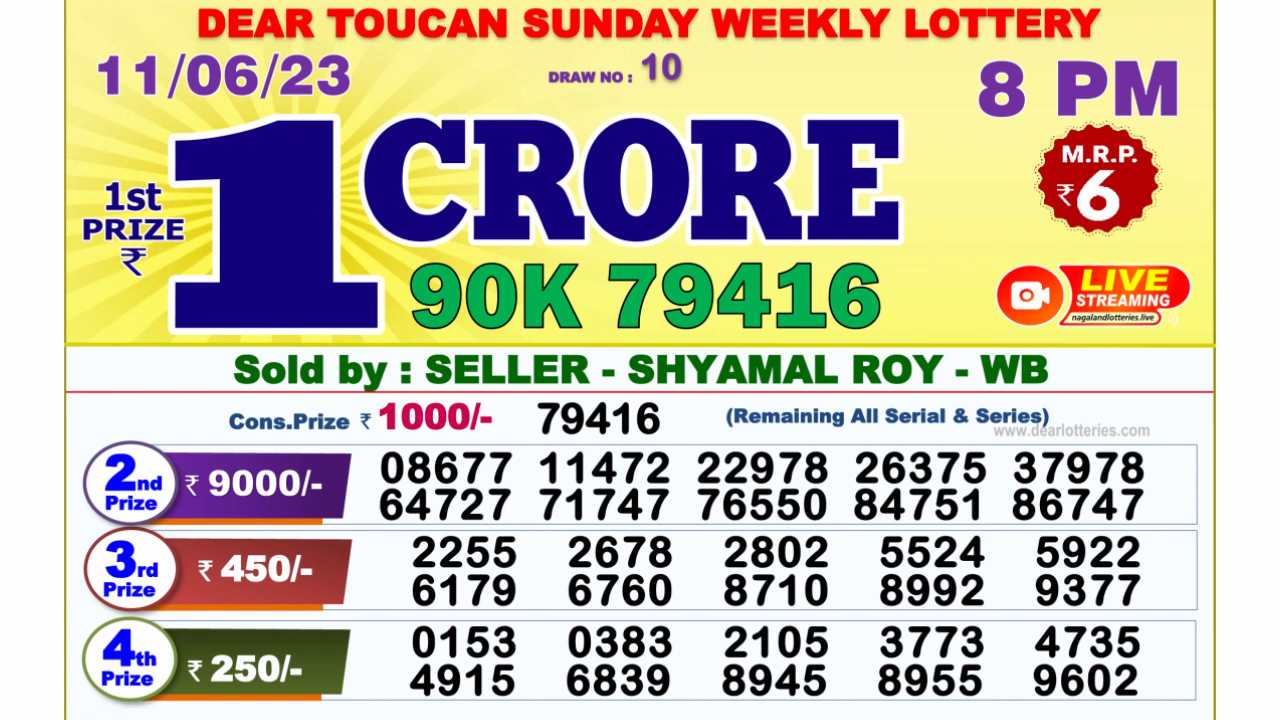 DEAR TOUCAN SUNDAY WEEKLY LOTTERY
11/06/23
DRAW NO : 10
8 PM
1st PRIZE ₹
1 CRORE
M.R.P. ₹ 6
90K 79416
LIVE STREAMING
nagalandlotteries.live
Sold by : SELLER - SHYAMAL ROY - WB
Cons.Prize ₹ 1000/- 79416 (Remaining All Serial & Series)
www.dearlotteries.com
2nd Prize ₹ 9000/-
08677 11472 22978 26375 37978
64727 71747 76550 84751 86747
3rd Prize ₹ 450/-
2255 2678 2802 5524 5922
6179 6760 8710 8992 9377
4th Prize ₹ 250/-
0153 0383 2105 3773 4735
4915 6839 8945 8955 9602